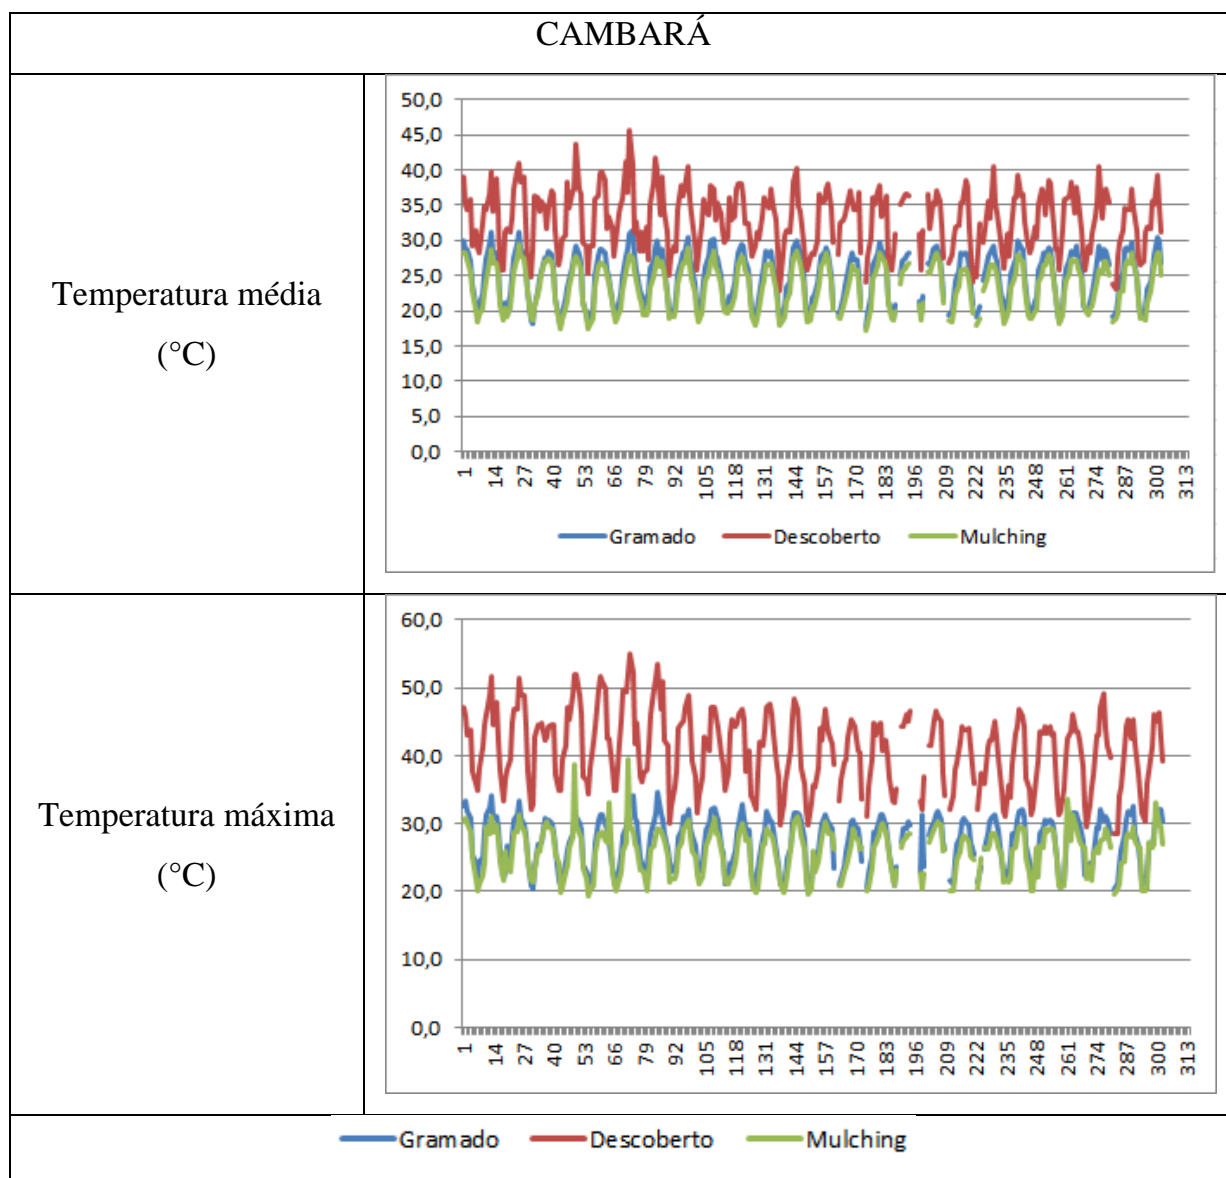 CAMBARÁ
Temperatura média
(°C)
50,0
45,0
40,0
35,0
30,0
25,0
20,0
15,0
10,0
5,0
0,0
1 14 27 40 53 66 79 92 105 118 131 144 157 170 183 196 209 222 235 248 261 274 287 300 313
Gramado Descoberto Mulching
Temperatura máxima
(°C)
60,0
50,0
40,0
30,0
20,0
10,0
0,0
1 14 27 40 53 66 79 92 105 118 131 144 157 170 183 196 209 222 235 248 261 274 287 300 313
Gramado Descoberto Mulching